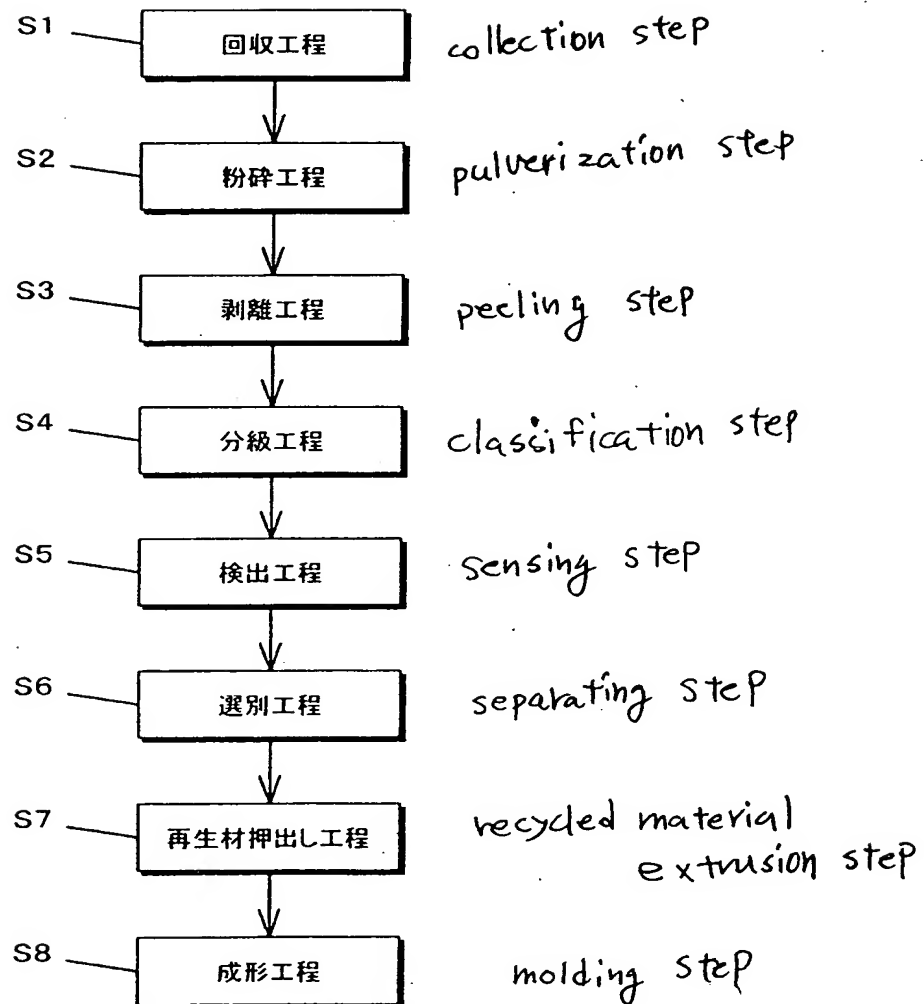 S1 回収工程 collection step
S2 粉砕工程 pulverization step
S3 剥離工程 peeling step
S4 分級工程 classification step
S5 検出工程 sensing step
S6 選別工程 separating step
S7 再生材押出し工程 recycled material
extrusion step
S8 成形工程 molding step